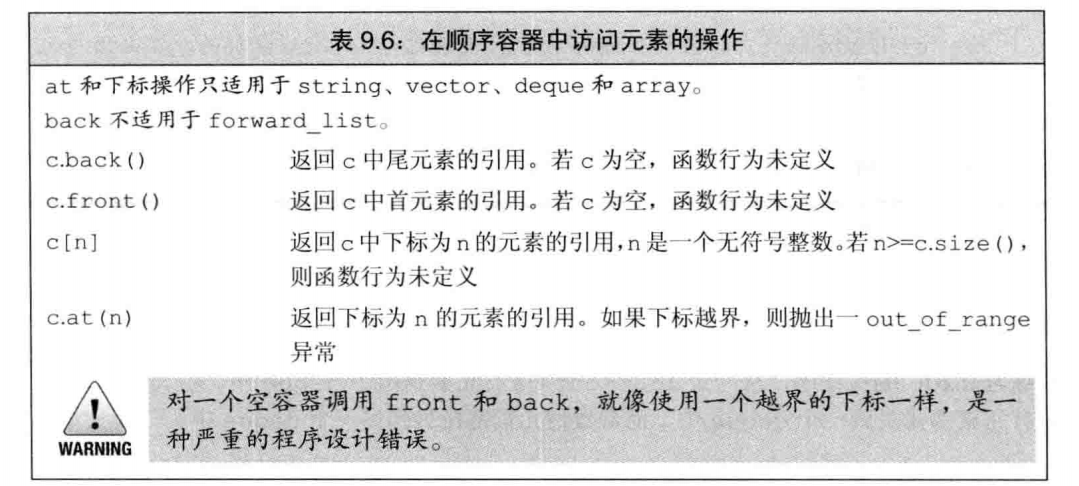 表 9.6：在顺序容器中访问元素的操作
at 和下标操作只适用于 string、vector、deque 和 array。
back 不适用于 forward_list。
c.back() 返回 c 中尾元素的引用。若 c 为空，函数行为未定义
c.front() 返回 c 中首元素的引用。若 c 为空，函数行为未定义
c[n] 返回 c 中下标为 n 的元素的引用，n 是一个无符号整数。若 n>=c.size()，
则函数行为未定义
c.at(n) 返回下标为 n 的元素的引用。如果下标越界，则抛出一 out_of_range
异常
对一个空容器调用 front 和 back，就像使用一个越界的下标一样，是一
种严重的程序设计错误。
WARNING